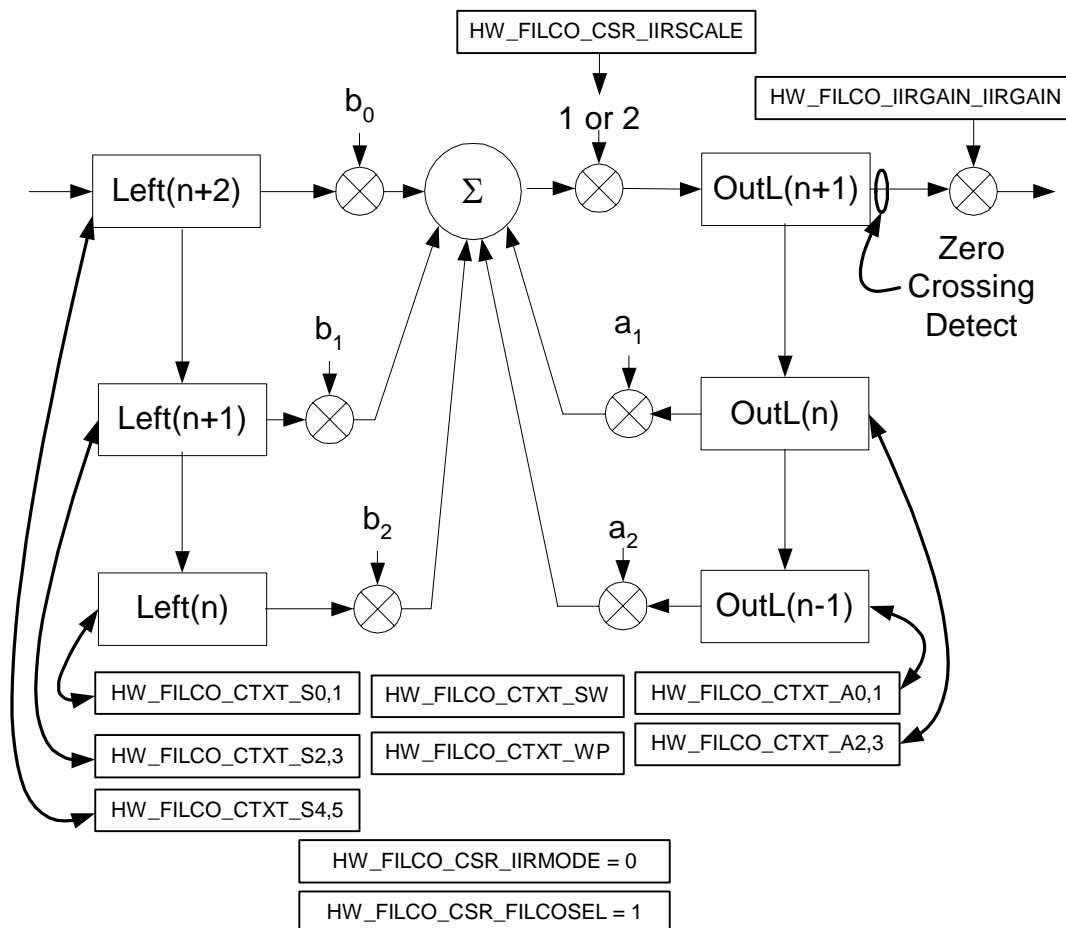 HW_FILCO_CSR_IIRSCALE
HW_FILCO_IIRGAIN_IIRGAIN
b0
1 or 2
Left(n+2)
Σ
OutL(n+1)
Zero
Crossing
Detect
b1
a1
Left(n+1)
OutL(n)
b2
a2
Left(n)
OutL(n-1)
HW_FILCO_CTXT_S0,1
HW_FILCO_CTXT_SW
HW_FILCO_CTXT_A0,1
HW_FILCO_CTXT_S2,3
HW_FILCO_CTXT_WP
HW_FILCO_CTXT_A2,3
HW_FILCO_CTXT_S4,5
HW_FILCO_CSR_IIRMODE = 0
HW_FILCO_CSR_FILCOSEL = 1